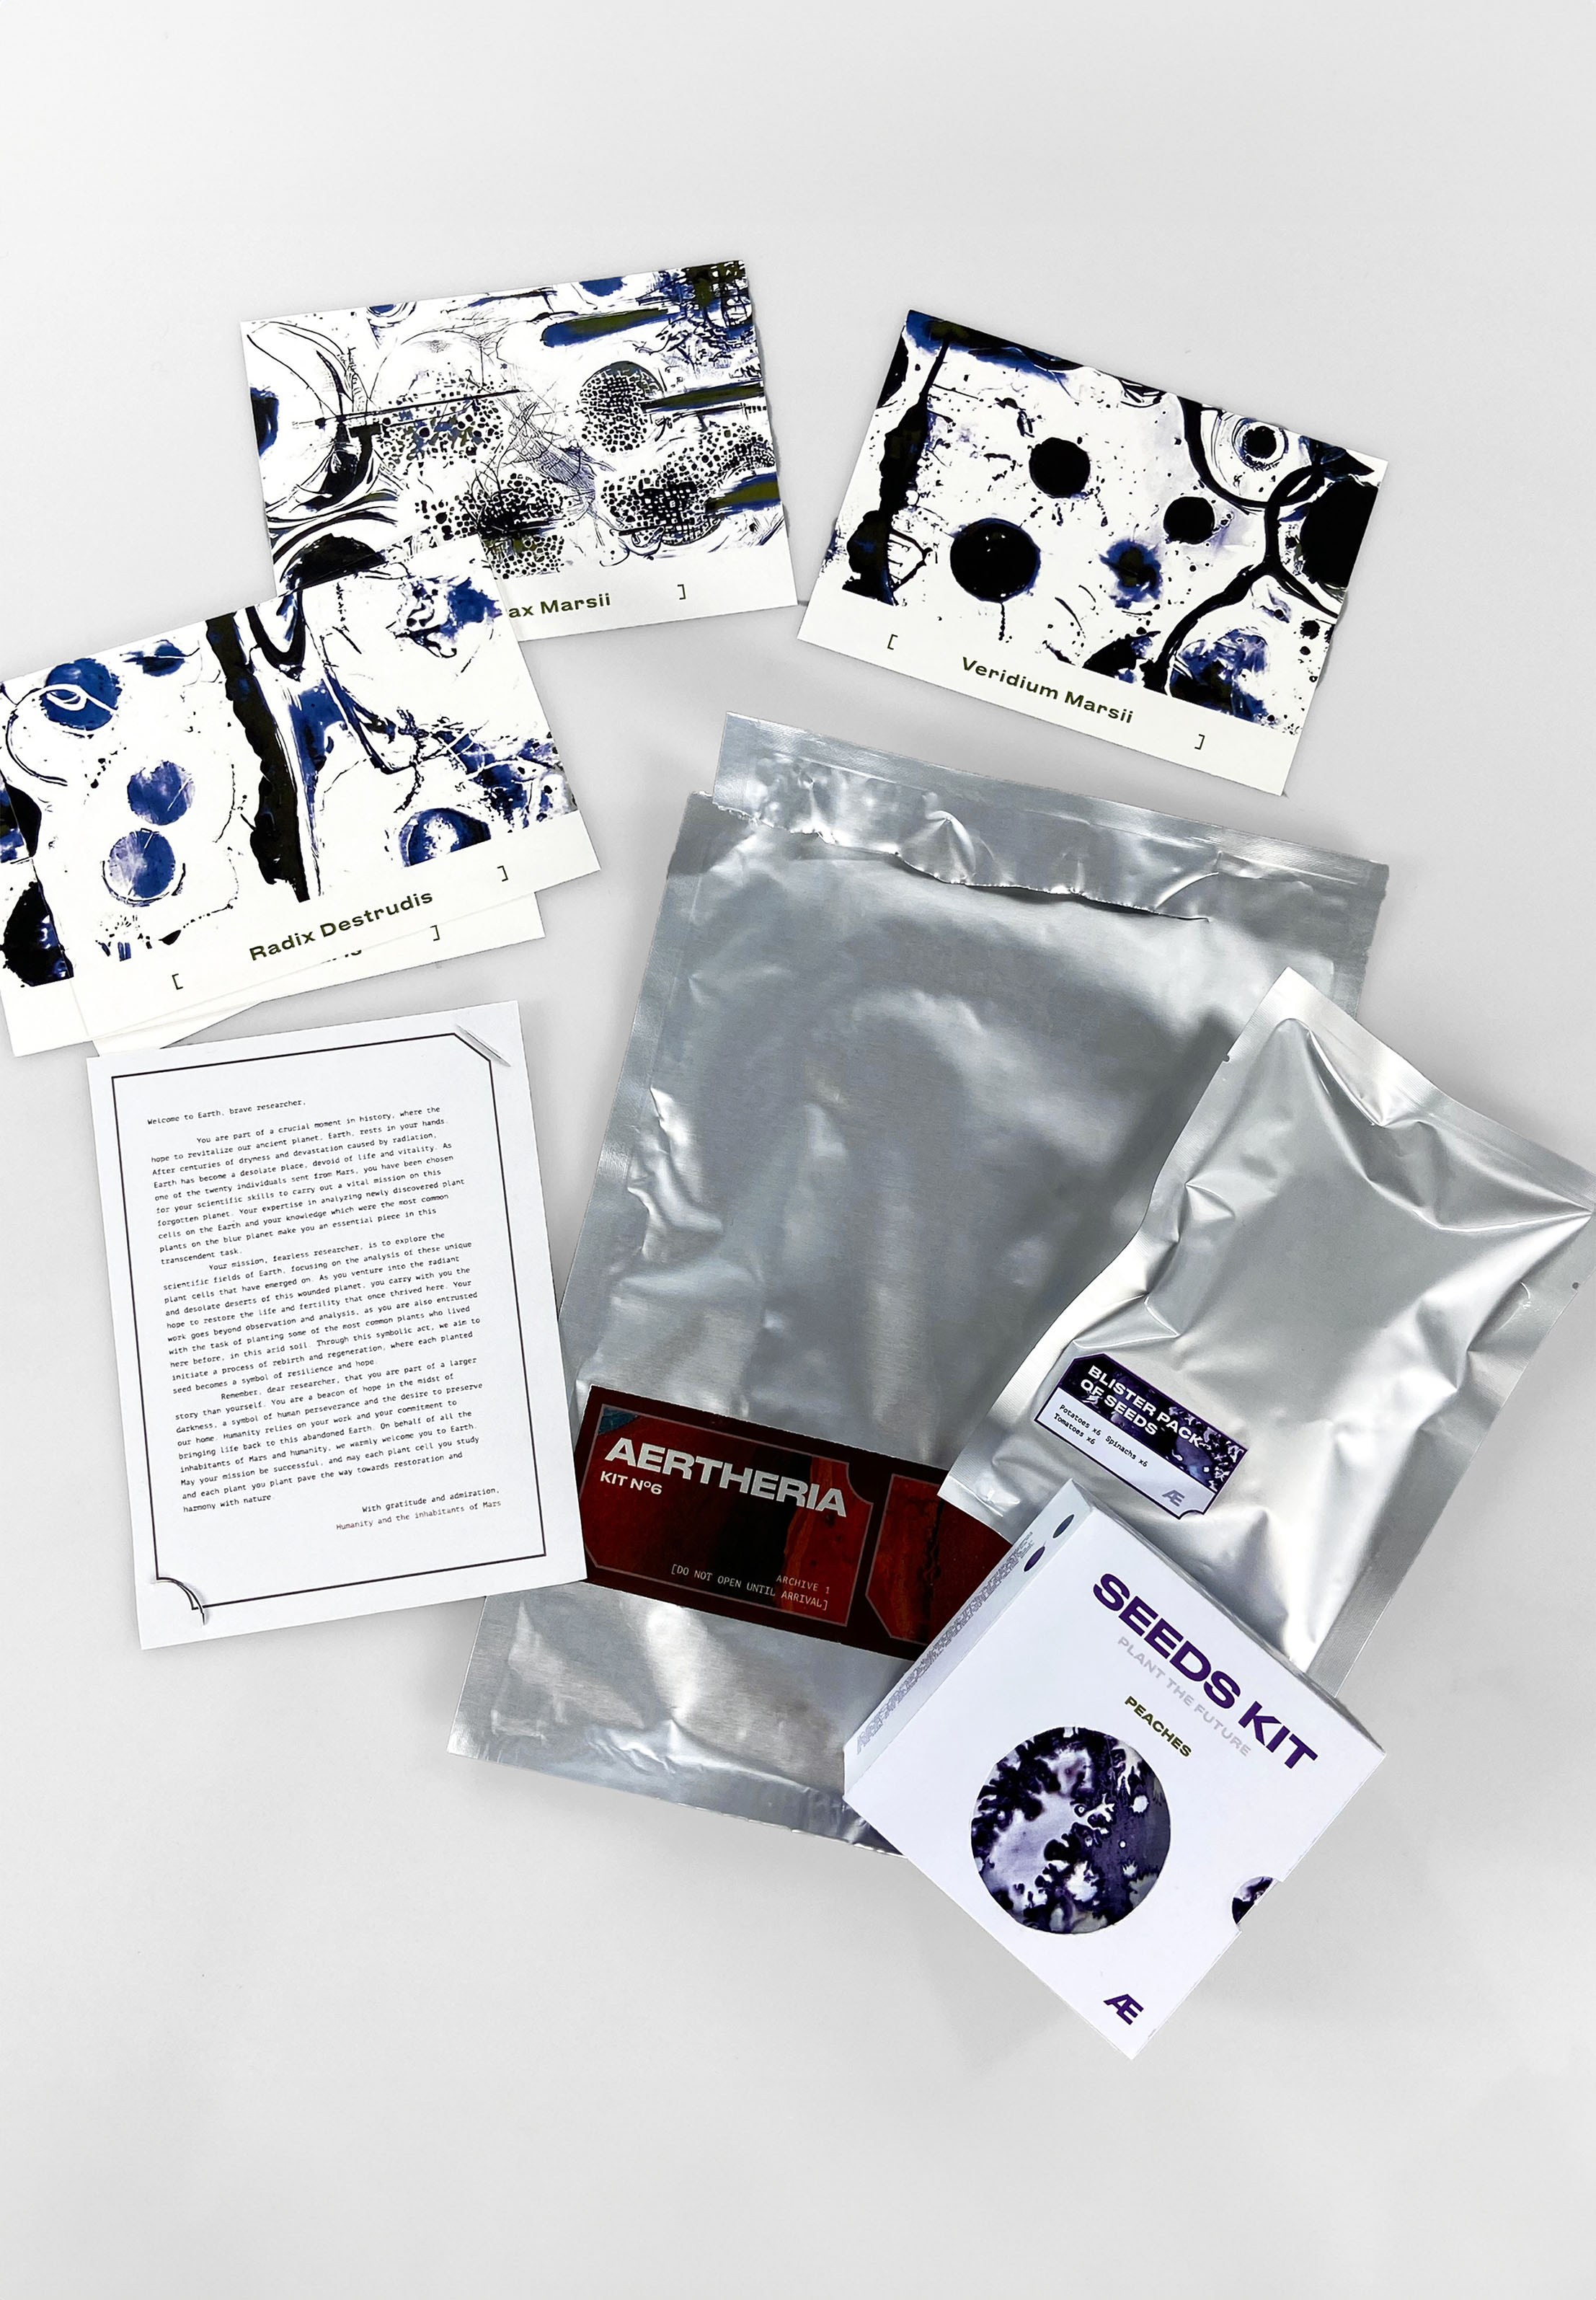 ax Marsii ]
[ Veridium Marsii ]
[ Radix Destrudis ]
]
Welcome to Earth, brave researcher,
You are part of a crucial moment in history, where the
hope to revitalize our ancient planet, Earth, rests in your hands.
After centuries of dryness and devastation caused by radiation,
Earth has become a desolate place, devoid of life and vitality. As
one of the twenty individuals sent from Mars, you have been chosen
for your scientific skills to carry out a vital mission on this
forgotten planet. Your expertise in analyzing newly discovered plant
cells on the Earth and your knowledge which were the most common
plants on the blue planet make you an essential piece in this
transcendent task.
Your mission, fearless researcher, is to explore the
scientific fields of Earth, focusing on the analysis of these unique
plant cells that have emerged on. As you venture into the radiant
and desolate deserts of this wounded planet, you carry with you the
hope to restore the life and fertility that once thrived here. Your
work goes beyond observation and analysis, as you are also entrusted
with the task of planting some of the most common plants who lived
here before, in this arid soil. Through this symbolic act, we aim to
initiate a process of rebirth and regeneration, where each planted
seed becomes a symbol of resilience and hope.
Remember, dear researcher, that you are part of a larger
story than yourself. You are a beacon of hope in the midst of
darkness, a symbol of human perseverance and the desire to preserve
our home. Humanity relies on your work and your commitment to
bringing life back to this abandoned Earth. On behalf of all the
inhabitants of Mars and humanity, we warmly welcome you to Earth.
May your mission be successful, and may each plant cell you study
and each plant you plant pave the way towards restoration and
harmony with nature.
With gratitude and admiration,
Humanity and the inhabitants of Mars
AERTHERIA
KIT Nº6
ARCHIVE 1
[DO NOT OPEN UNTIL ARRIVAL]
BLISTER PACK
OF SEEDS
Potatoes x6 Spinachs x6
Tomatoes x6
Æ
SEEDS KIT
PLANT THE FUTURE
PEACHES
Æ